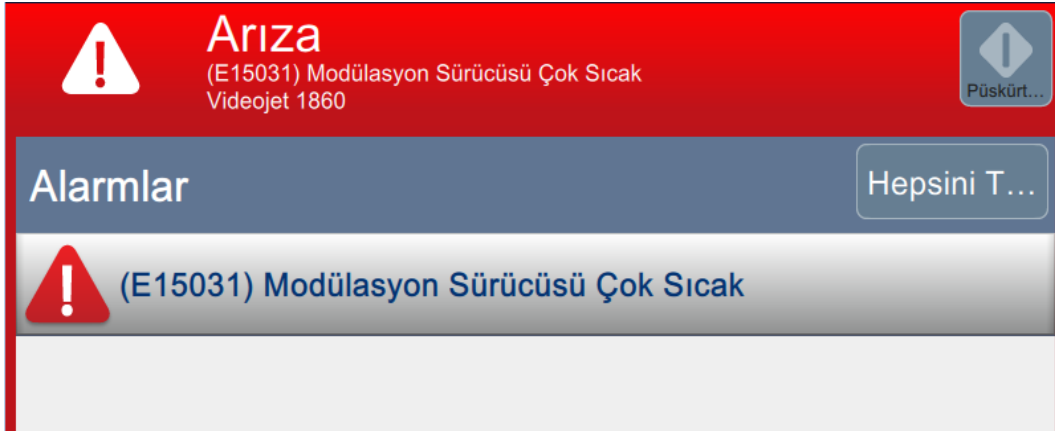 Arıza
(E15031) Modülasyon Sürücüsü Çok Sıcak
Videojet 1860
Püskürt...
Alarmlar
Hepsini T...
(E15031) Modülasyon Sürücüsü Çok Sıcak